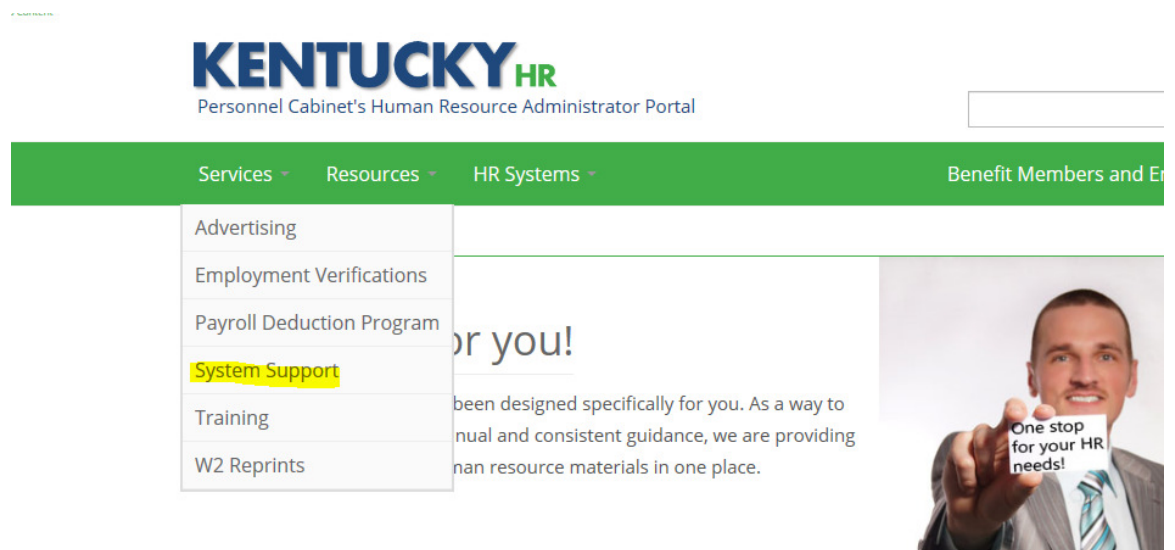 KENTUCKY HR
Personnel Cabinet's Human Resource Administrator Portal
Services Resources HR Systems Benefit Members and
Advertising
Employment Verifications
Payroll Deduction Program
System Support
Training
W2 Reprints
or you!
been designed specifically for you. As a way to
nual and consistent guidance, we are providing
man resource materials in one place.
One stop
for your HR
needs!